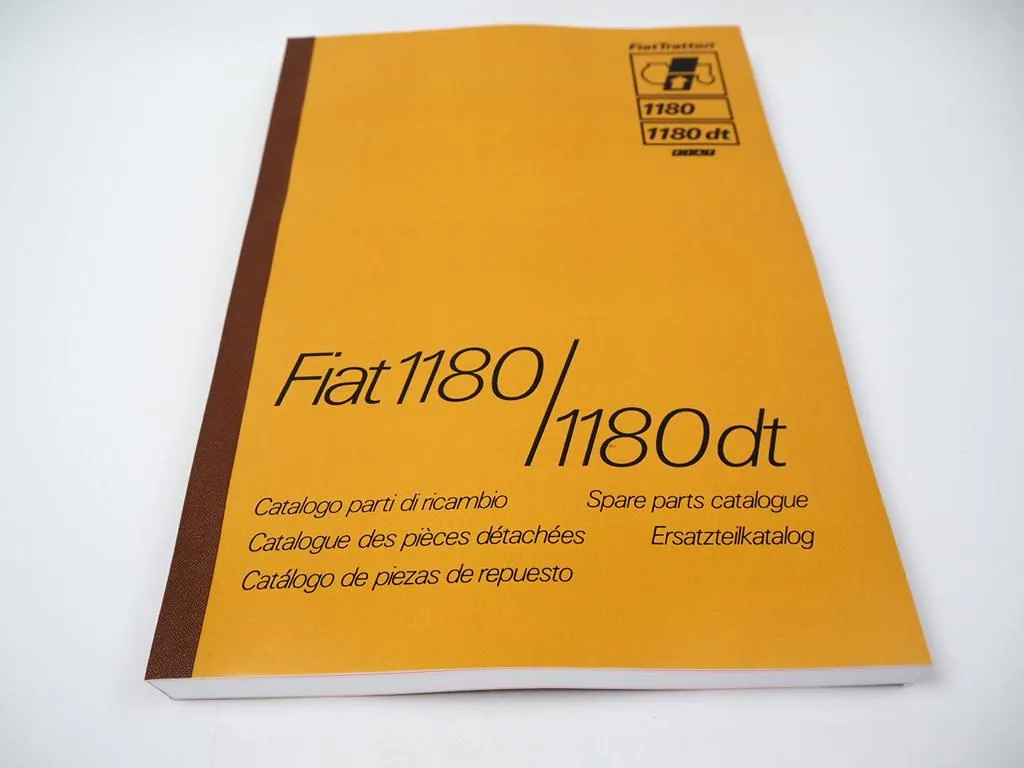 FiatTrattori
1180
1180 dt
FIAT
Fiat 1180/
1180 dt
Catalogo parti di ricambio
Spare parts catalogue
Catalogue des pièces détachées
Ersatzteilkatalog
Catálogo de piezas de repuesto